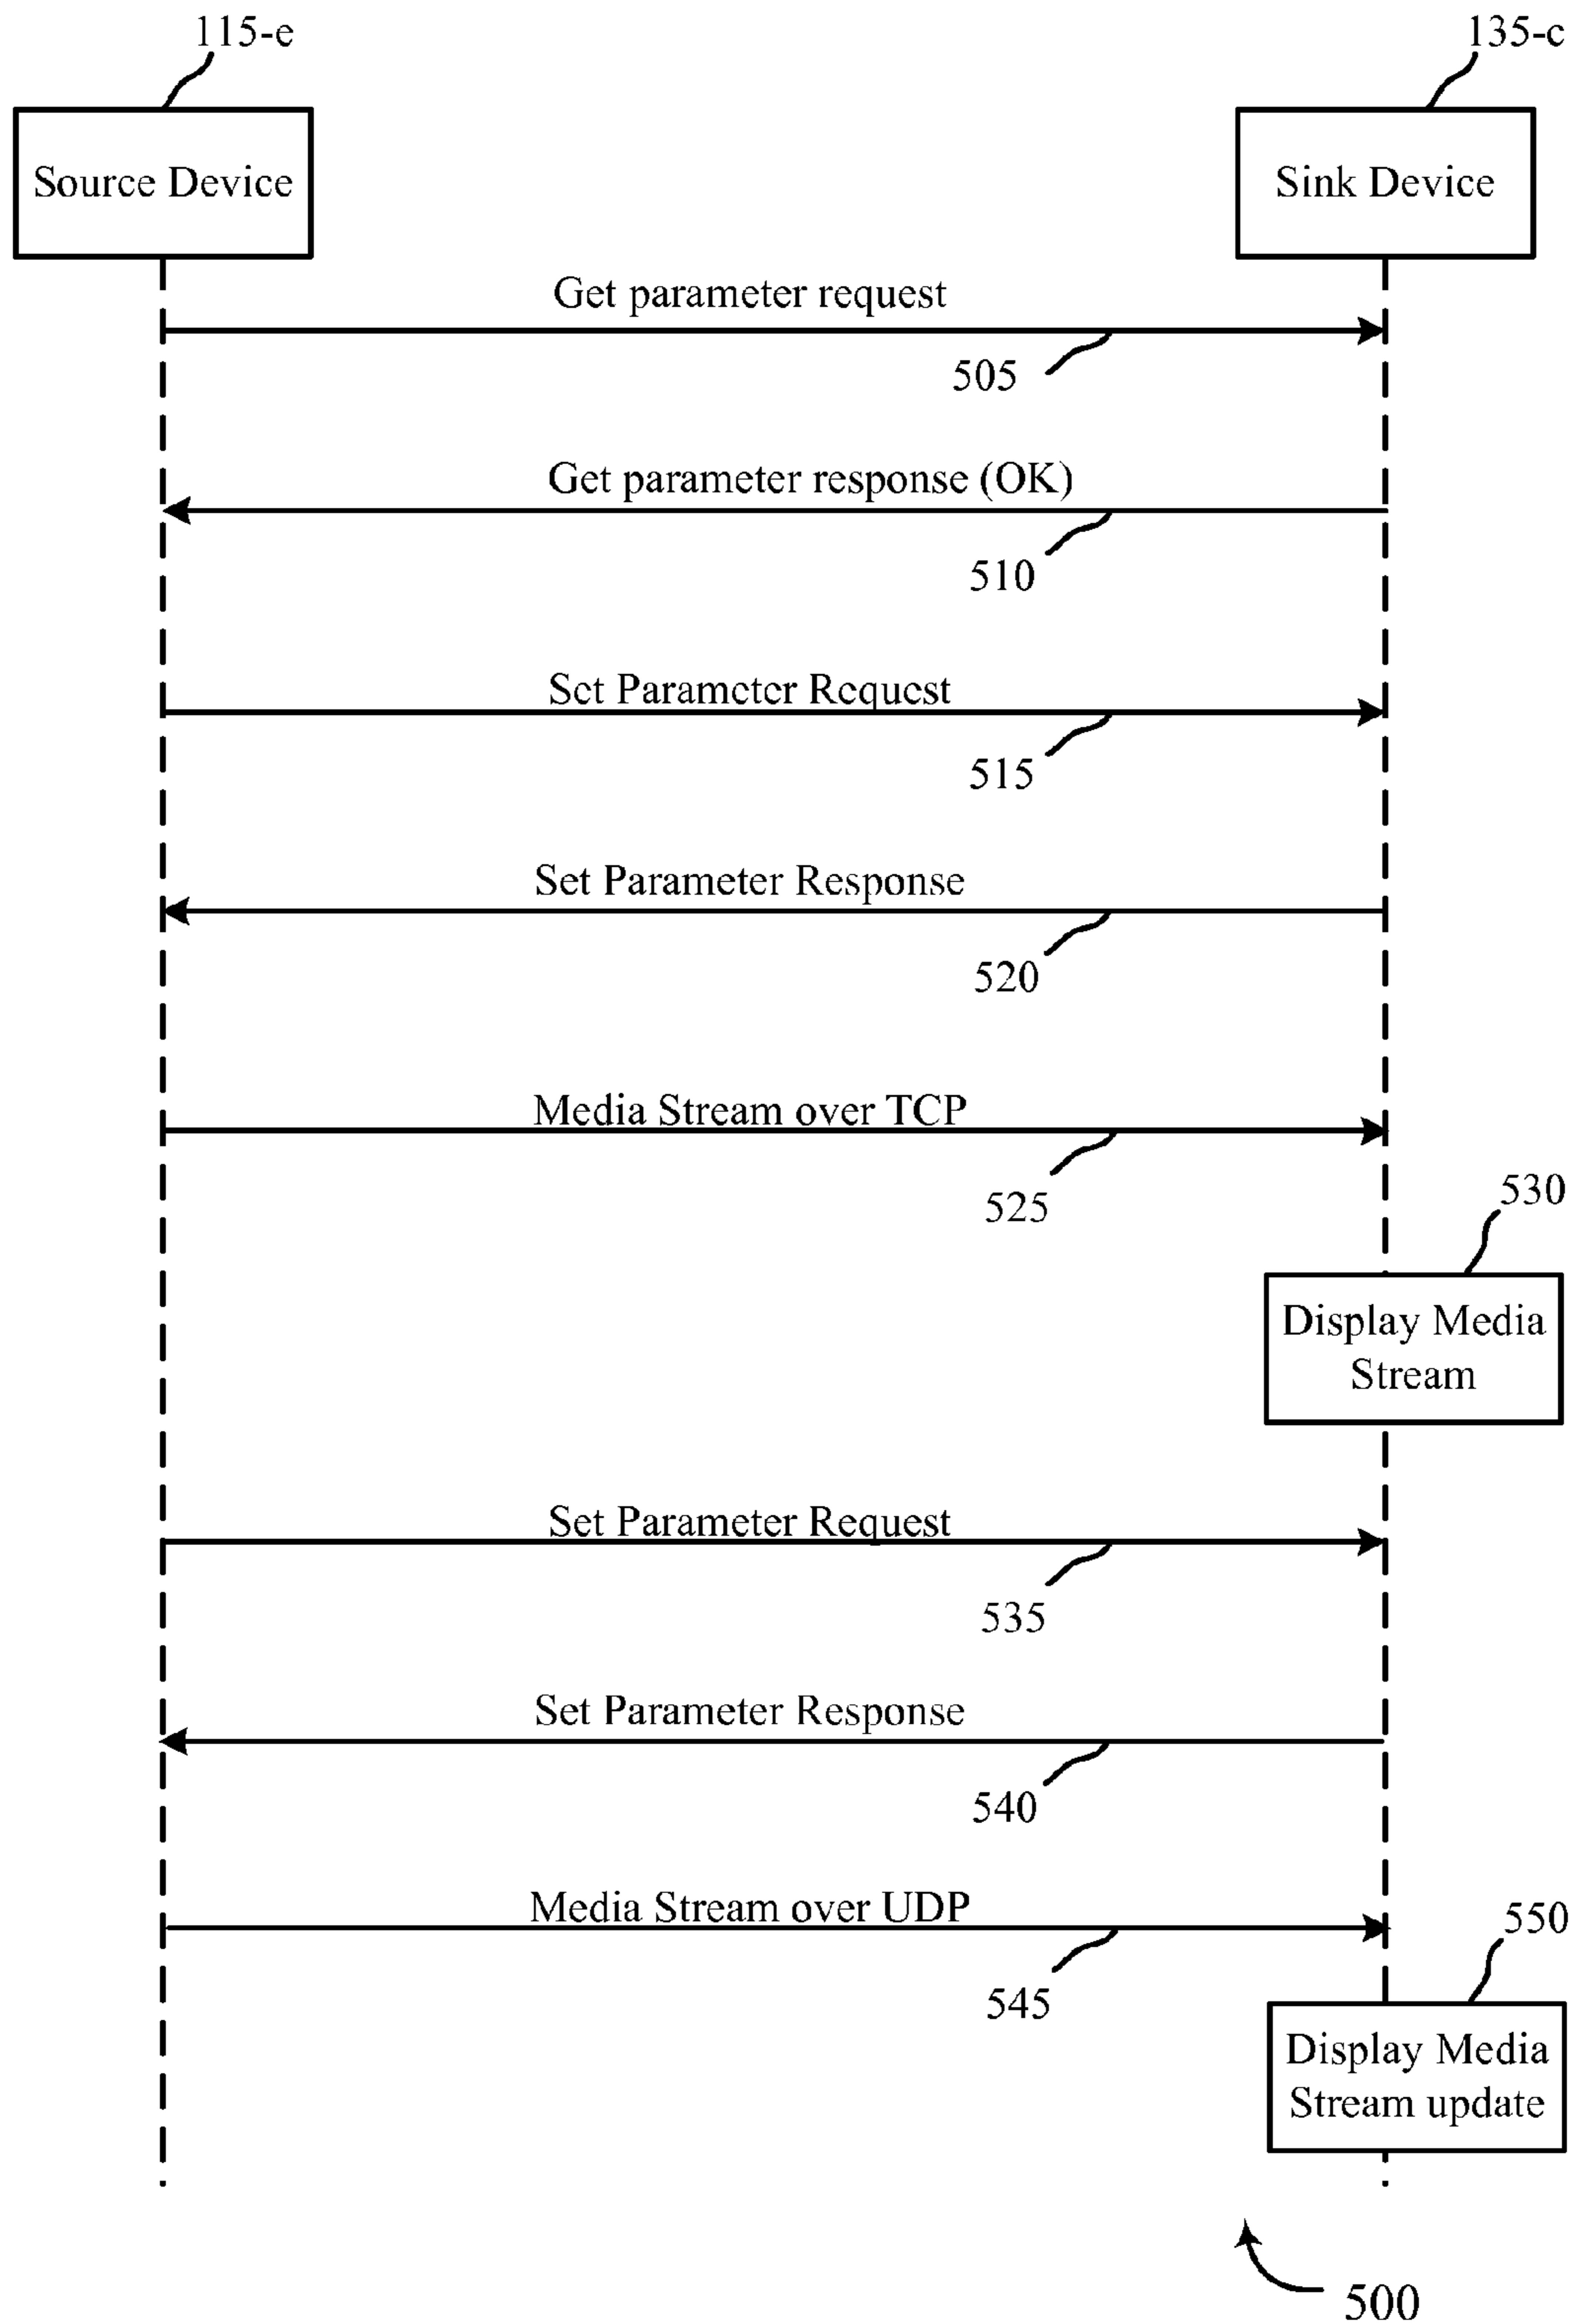 115-e
135-c
Source Device
Sink Device
Get parameter request
505
Get parameter response (OK)
510
Set Parameter Request
515
Set Parameter Response
520
Media Stream over TCP
525
530
Display Media
Stream
Set Parameter Request
535
Set Parameter Response
540
Media Stream over UDP
545
550
Display Media
Stream update
500